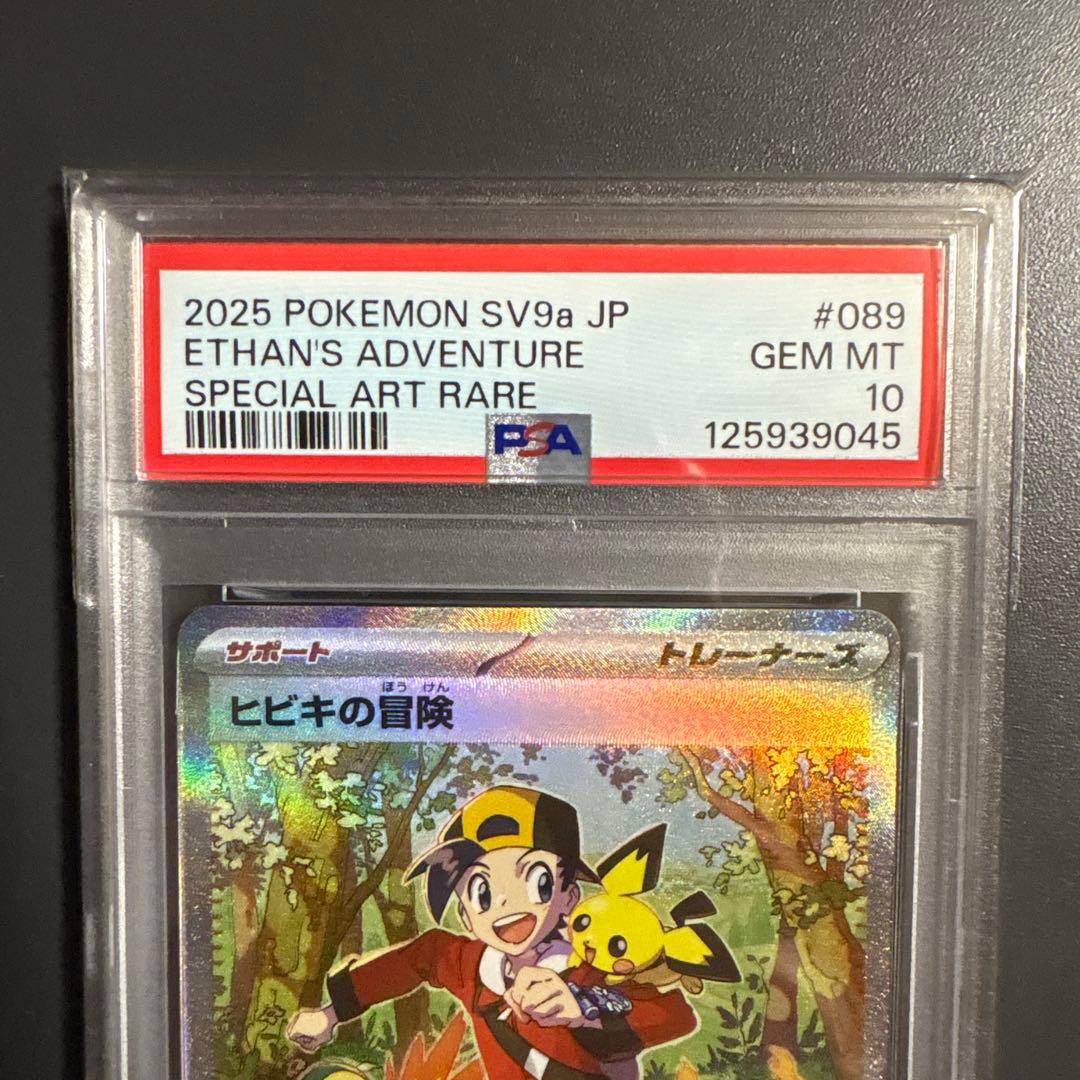 2025 POKEMON SV9a JP #089
ETHAN'S ADVENTURE GEM MT
SPECIAL ART RARE 10
PSA 125939045
サポート トレーナーズ
ぼうけん
ヒビキの冒険